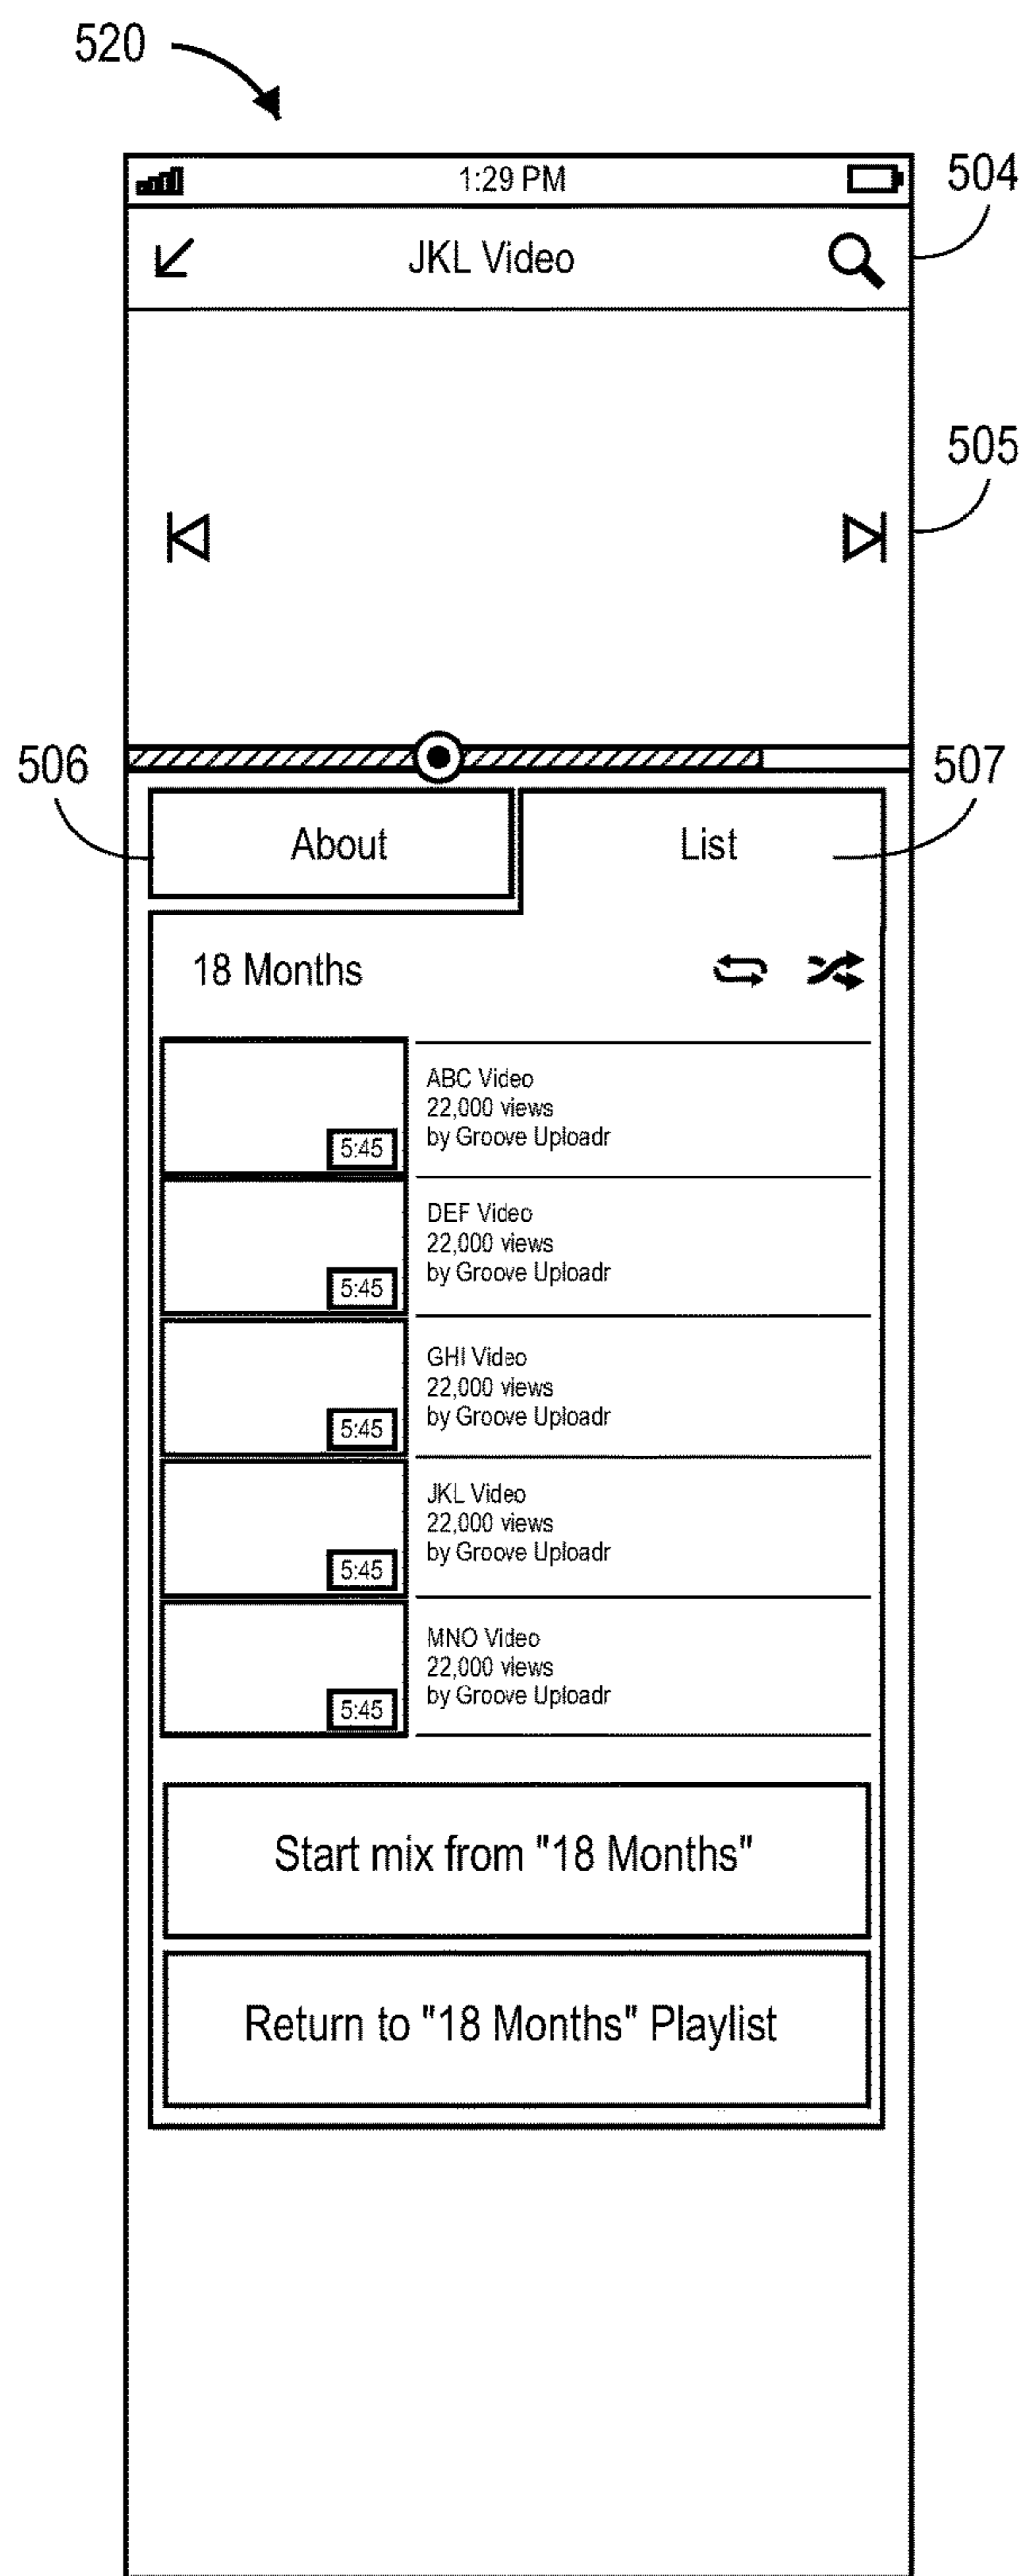 520
1:29 PM
504
JKL Video
505
506
507
About
List
18 Months
ABC Video
22,000 views
by Groove Uploadr
5:45
DEF Video
22,000 views
by Groove Uploadr
5:45
GHI Video
22,000 views
by Groove Uploadr
5:45
JKL Video
22,000 views
by Groove Uploadr
5:45
MNO Video
22,000 views
by Groove Uploadr
5:45
Start mix from "18 Months"
Return to "18 Months" Playlist